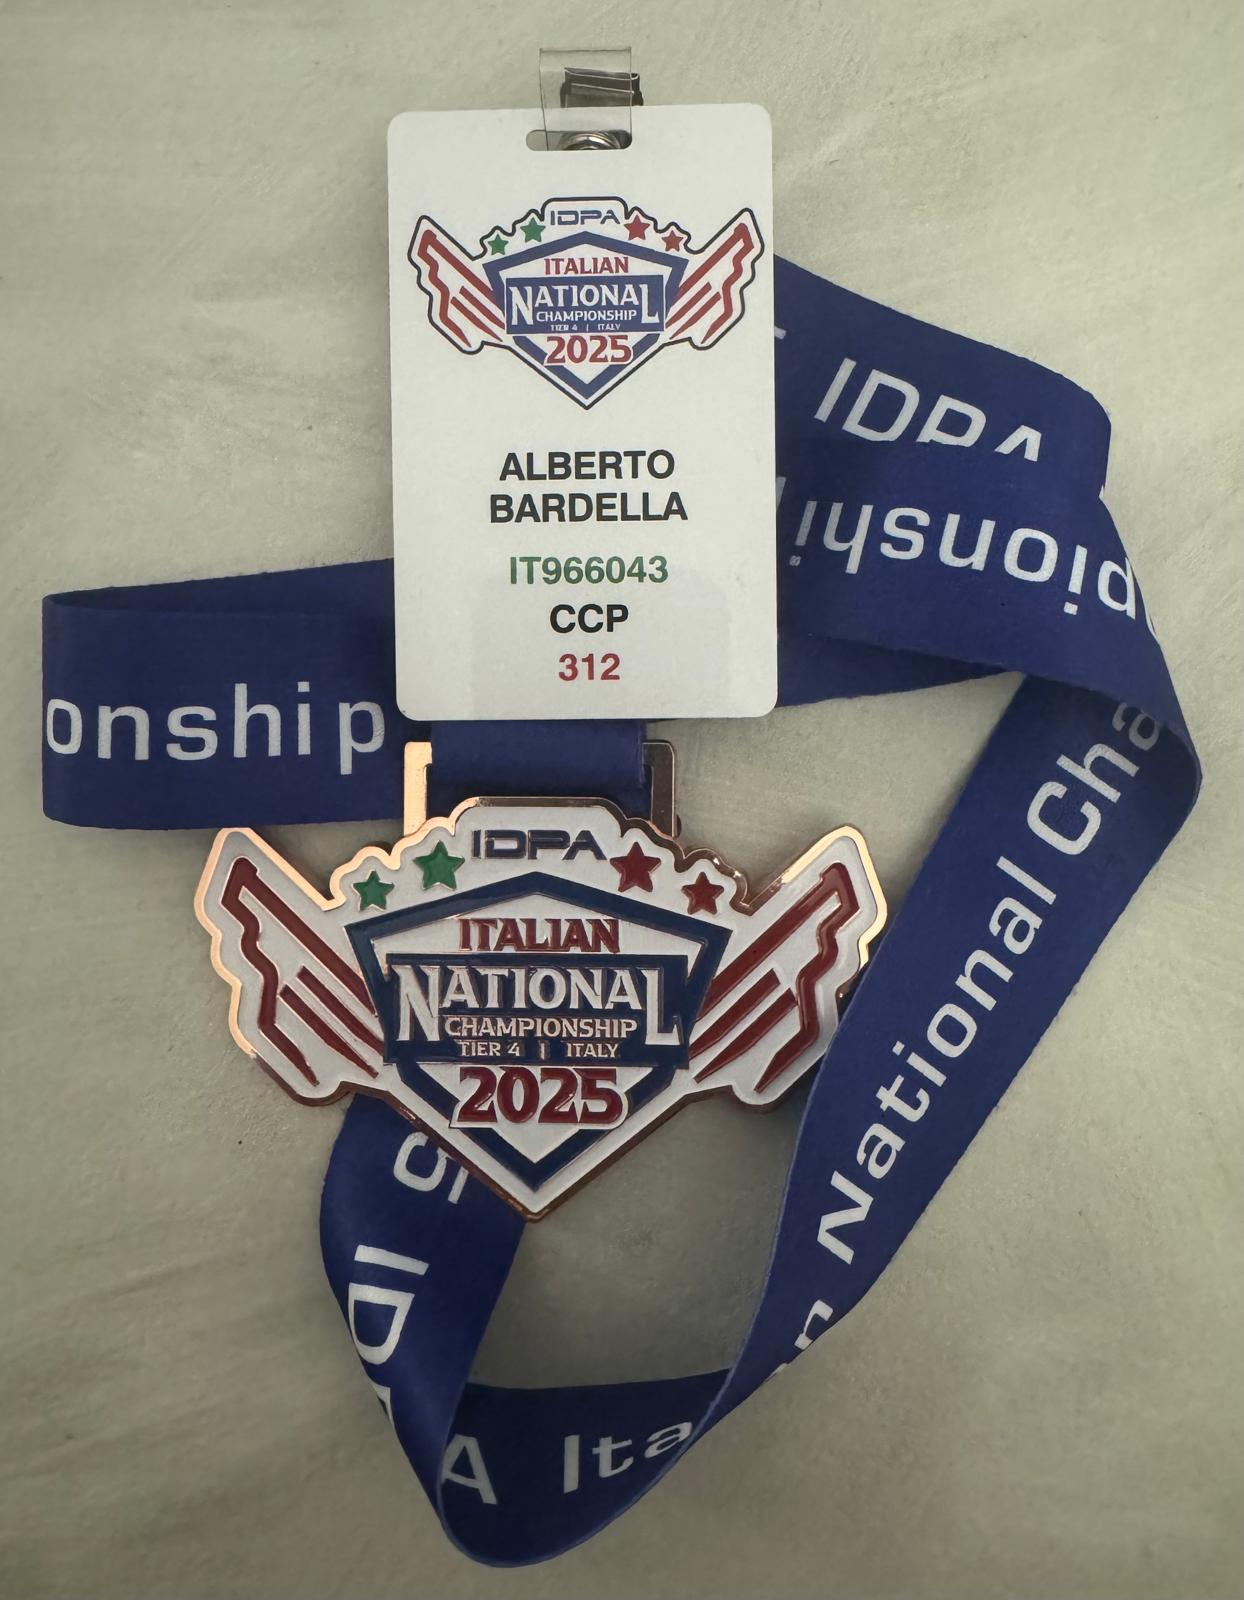 IDPA
ITALIAN
NATIONAL
CHAMPIONSHIP
TIER 4 | ITALY
2025
ALBERTO
BARDELLA
IT966043
CCP
312
IDPA
pionshi
onship
National Cha
IDPA
ITALIAN
NATIONAL
CHAMPIONSHIP
TIER 4 | ITALY
2025
IDPA Ita